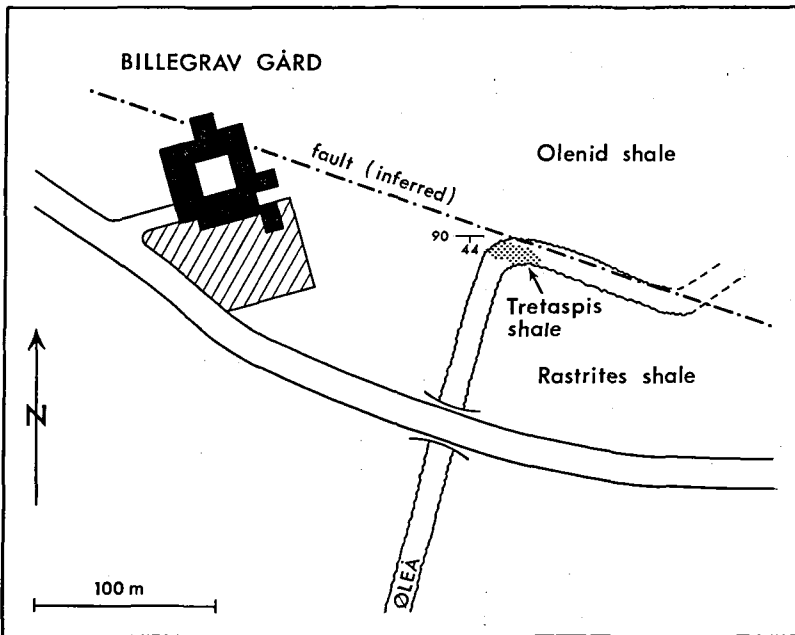 BILLEGRAV GÅRD
fault (inferred)
Olenid shale
90
44
Tretaspis
shale
Rastrites shale
N
100 m
ØLEÅ